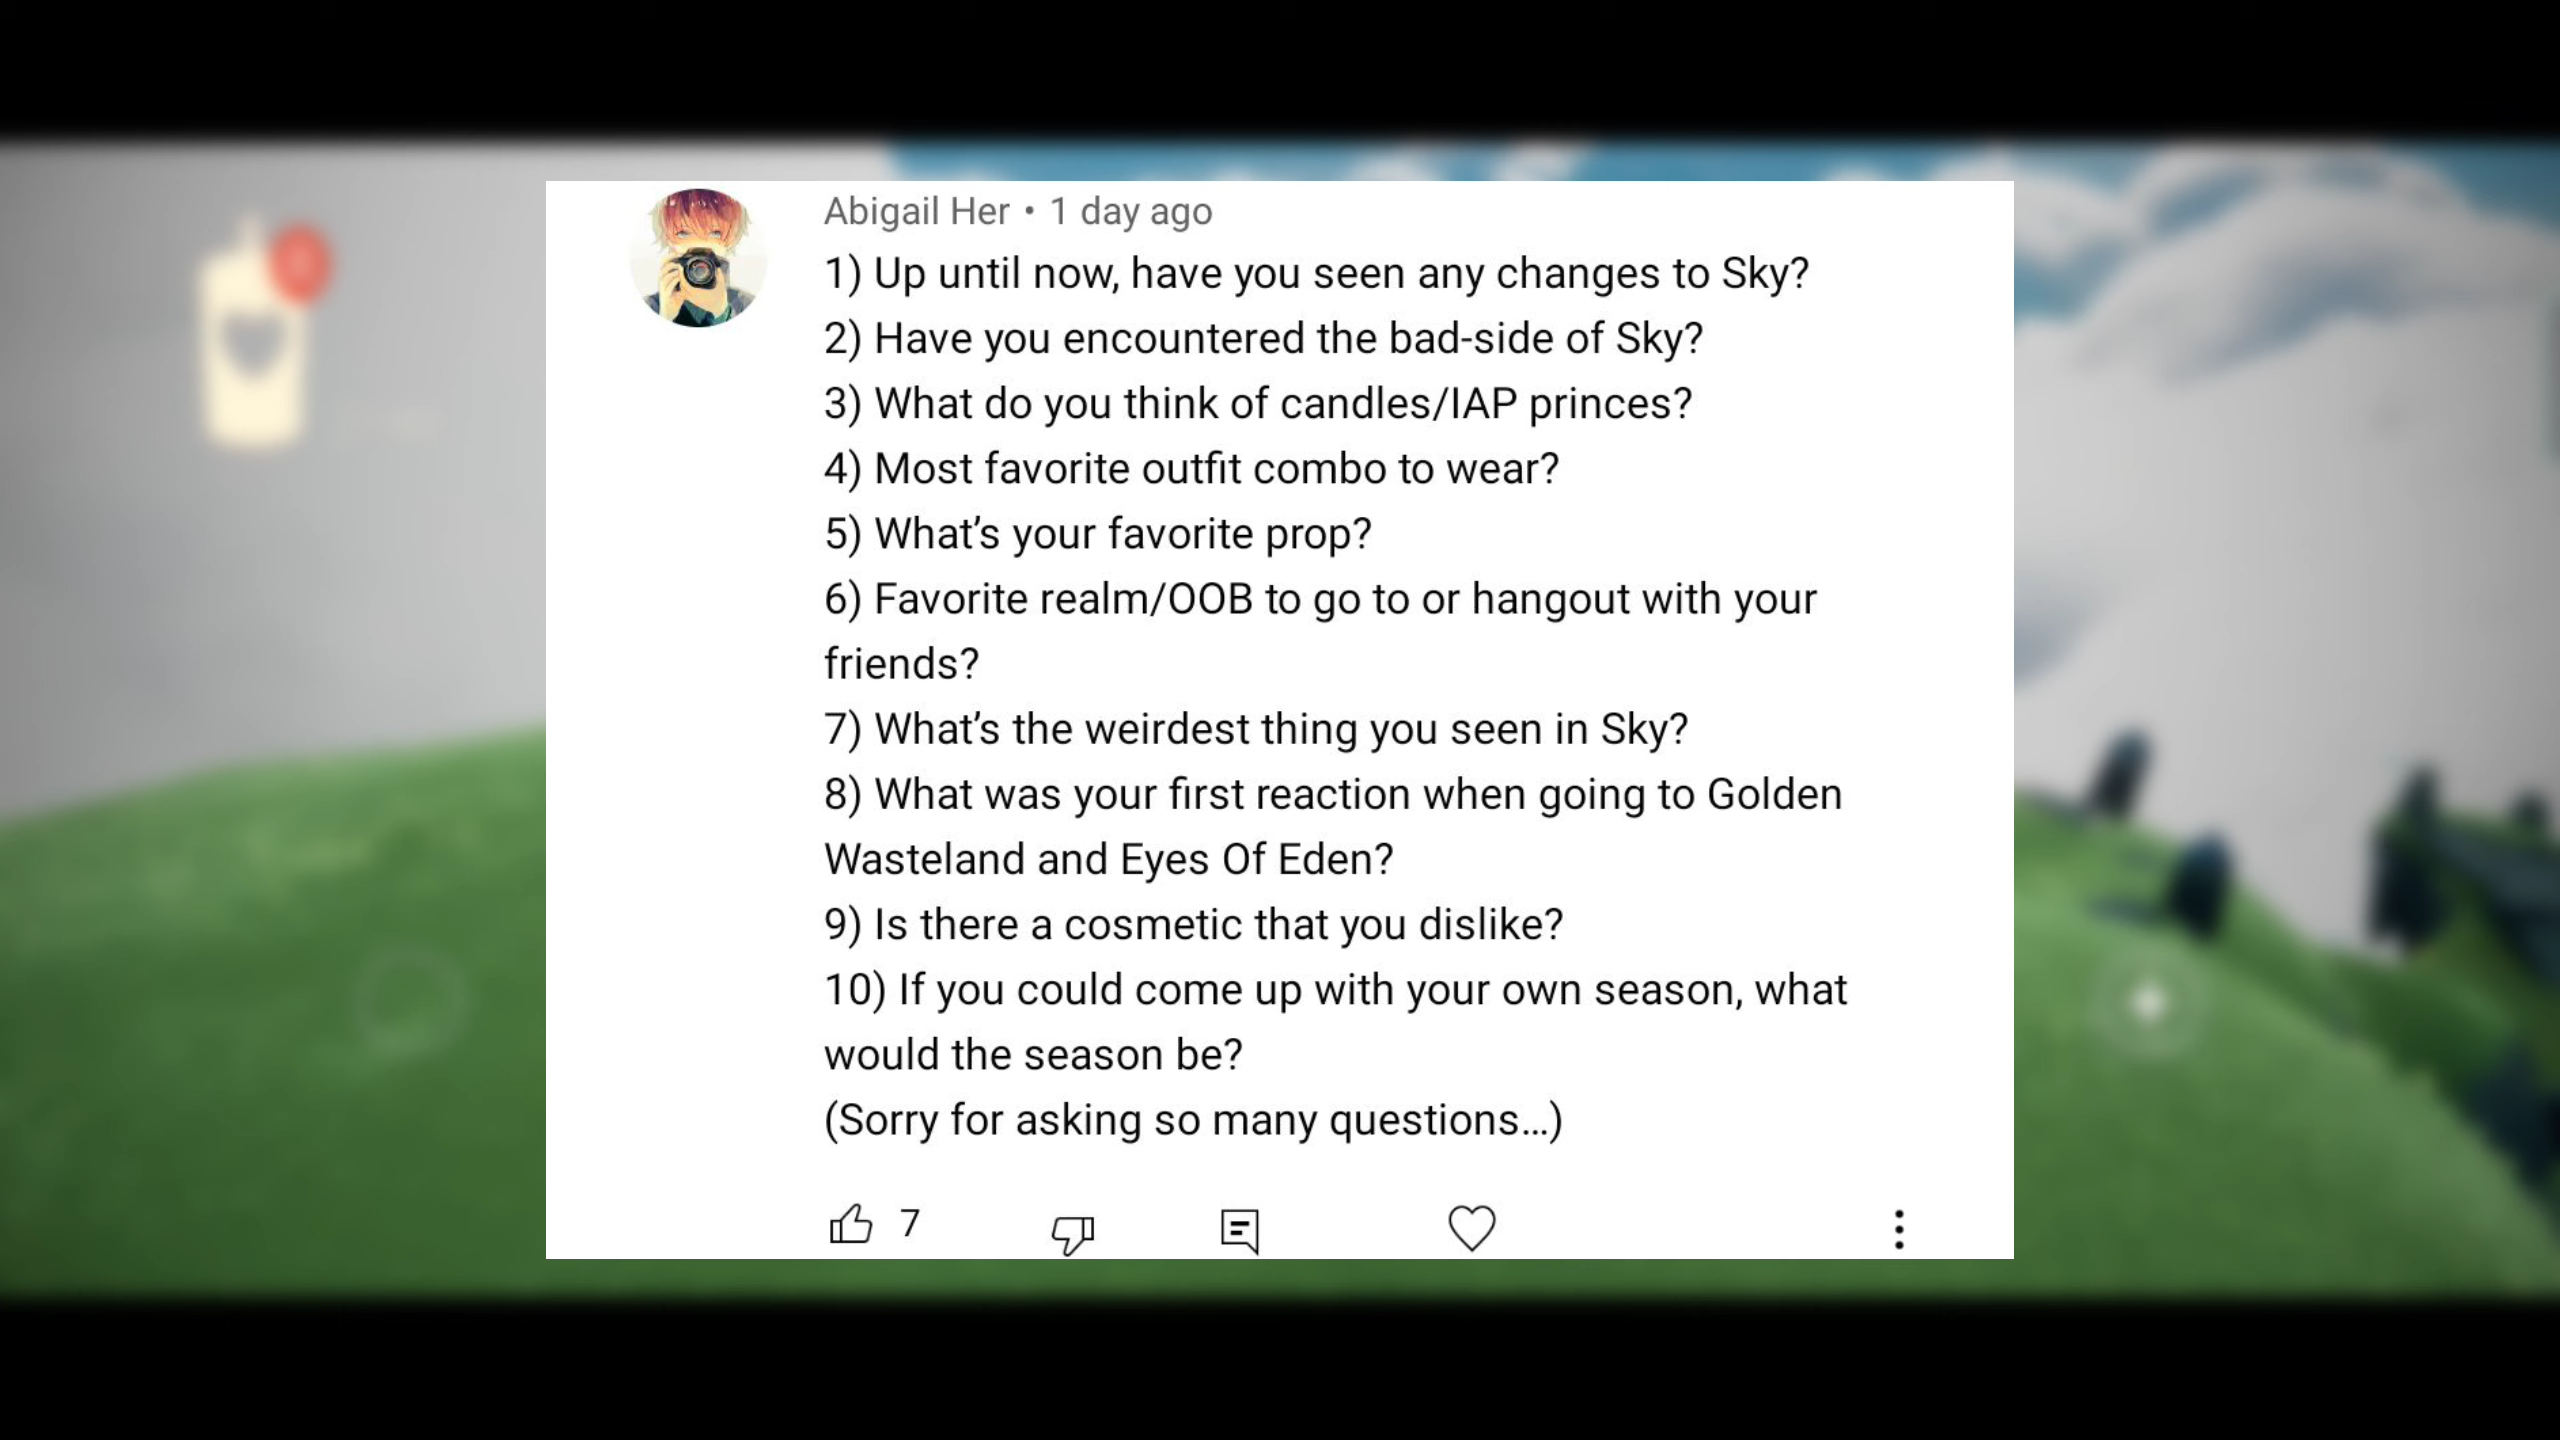 Abigail Her • 1 day ago
1) Up until now, have you seen any changes to Sky?
2) Have you encountered the bad-side of Sky?
3) What do you think of candles/IAP princes?
4) Most favorite outfit combo to wear?
5) What's your favorite prop?
6) Favorite realm/OOB to go to or hangout with your
friends?
7) What's the weirdest thing you seen in Sky?
8) What was your first reaction when going to Golden
Wasteland and Eyes Of Eden?
9) Is there a cosmetic that you dislike?
10) If you could come up with your own season, what
would the season be?
(Sorry for asking so many questions...)
7